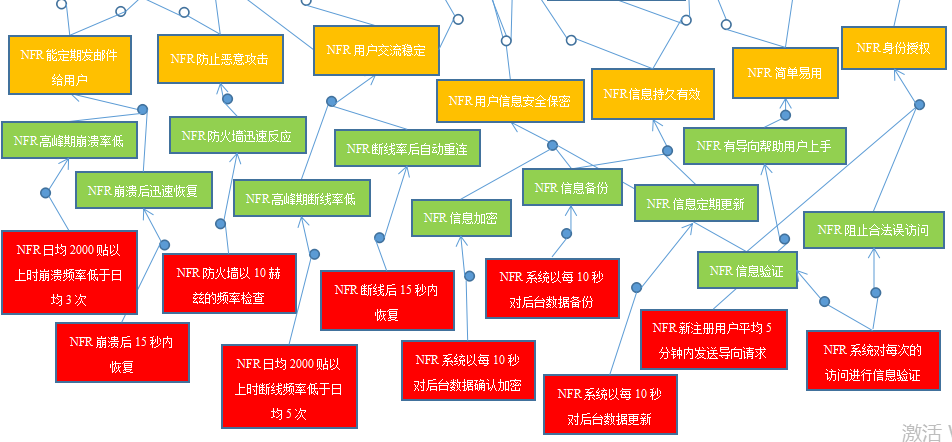 NFR 能定期发邮件
给用户
NFR 防止恶意攻击
NFR 用户交流稳定
NFR 用户信息安全保密
NFR 信息持久有效
NFR 简单易用
NFR 身份授权
NFR 高峰期崩溃率低
NFR 防火墙迅速反应
NFR 断线率后自动重连
NFR 有导向帮助用户上手
NFR 崩溃后迅速恢复
NFR 高峰期断线率低
NFR 信息加密
NFR 信息备份
NFR 信息定期更新
NFR 阻止合法误访问
NFR 信息验证
NFR 日均 2000 贴以
上时崩溃频率低于日
均 3 次
NFR 防火墙以 10 赫
兹的频率检查
NFR 断线后 15 秒内
恢复
NFR 系统以每 10 秒
对后台数据备份
NFR 崩溃后 15 秒内
恢复
NFR 日均 2000 贴以
上时断线频率低于日
均 5 次
NFR 系统以每 10 秒
对后台数据确认加密
NFR 系统以每 10 秒
对后台数据更新
NFR 新注册用户平均 5
分钟内发送导向请求
NFR 系统对每次的
访问进行信息验证
激活